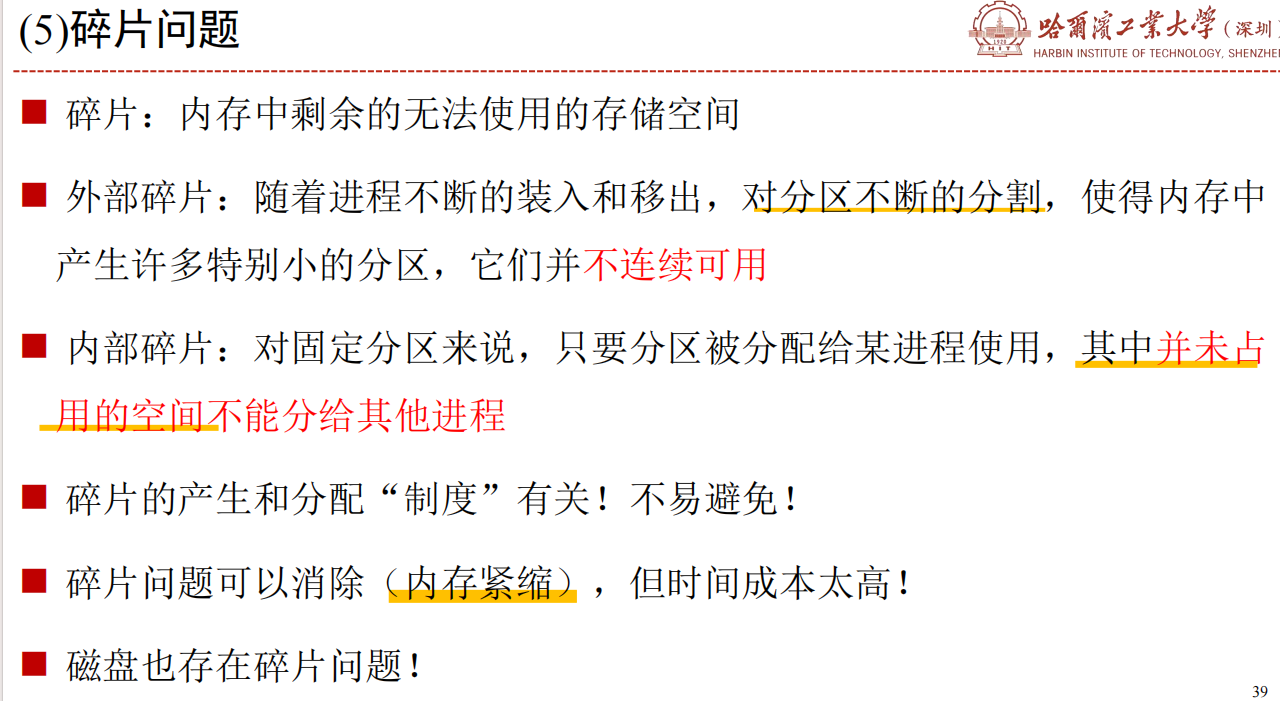 (5)碎片问题
哈尔滨工业大学（深圳）
HARBIN INSTITUTE OF TECHNOLOGY, SHENZHE
1920
HIT
■ 碎片：内存中剩余的无法使用的存储空间
■ 外部碎片：随着进程不断的装入和移出，对分区不断的分割，使得内存中
产生许多特别小的分区，它们并不连续可用
■ 内部碎片：对固定分区来说，只要分区被分配给某进程使用，其中并未占
用的空间不能分给其他进程
■ 碎片的产生和分配“制度”有关！不易避免！
■ 碎片问题可以消除（内存紧缩），但时间成本太高！
■ 磁盘也存在碎片问题！
39